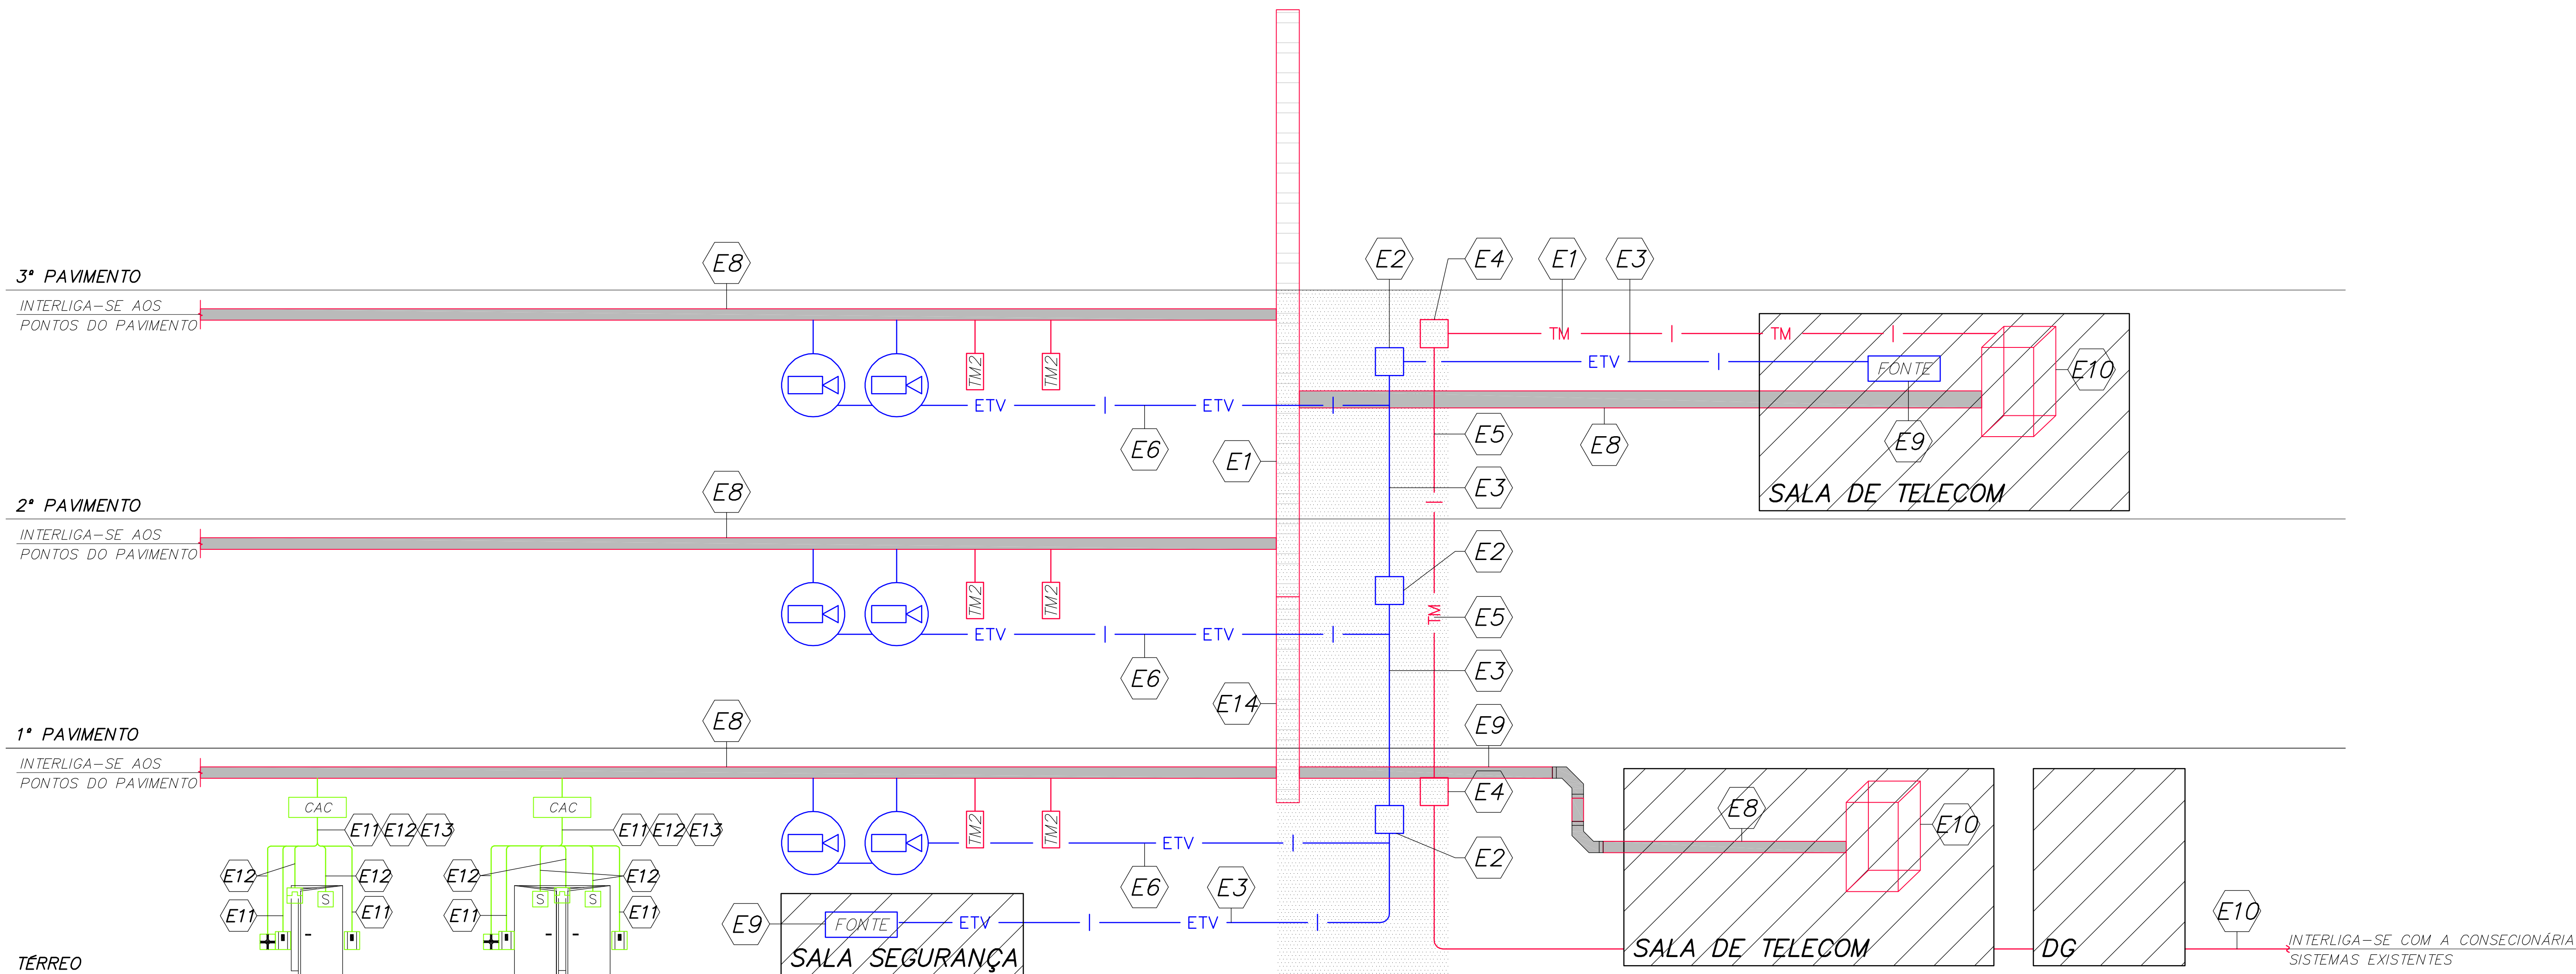 3º PAVIMENTO
INTERLIGA-SE AOS
PONTOS DO PAVIMENTO
E8
E2
E4
E1
E3
TM
TM
ETV
FONTE
E10
TM2
TM2
ETV
ETV
E6
E1
E5
E8
E9
E3
SALA DE TELECOM
2º PAVIMENTO
INTERLIGA-SE AOS
PONTOS DO PAVIMENTO
E8
E2
TM2
TM2
TM
E5
ETV
ETV
E6
E3
E14
1º PAVIMENTO
INTERLIGA-SE AOS
PONTOS DO PAVIMENTO
E8
E9
E4
CAC
CAC
E11 E12 E13
E11 E12 E13
TM2
TM2
ETV
E8
E10
E2
E12
E12
E12
E12
E6
E3
S
S
S
E11
E11
E11
E11
E9
FONTE
ETV
ETV
E10
SALA SEGURANÇA
SALA DE TELECOM
DG
INTERLIGA-SE COM A CONSECIONÁRIA
SISTEMAS EXISTENTES
TÉRREO